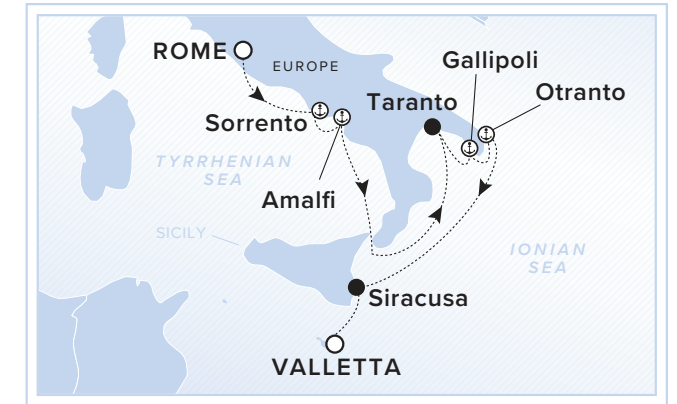 ROME
EUROPE
Gallipoli
Otranto
Taranto
Sorrento
TYRRHENIAN
SEA
Amalfi
SICILY
IONIAN
SEA
Siracusa
VALLETTA